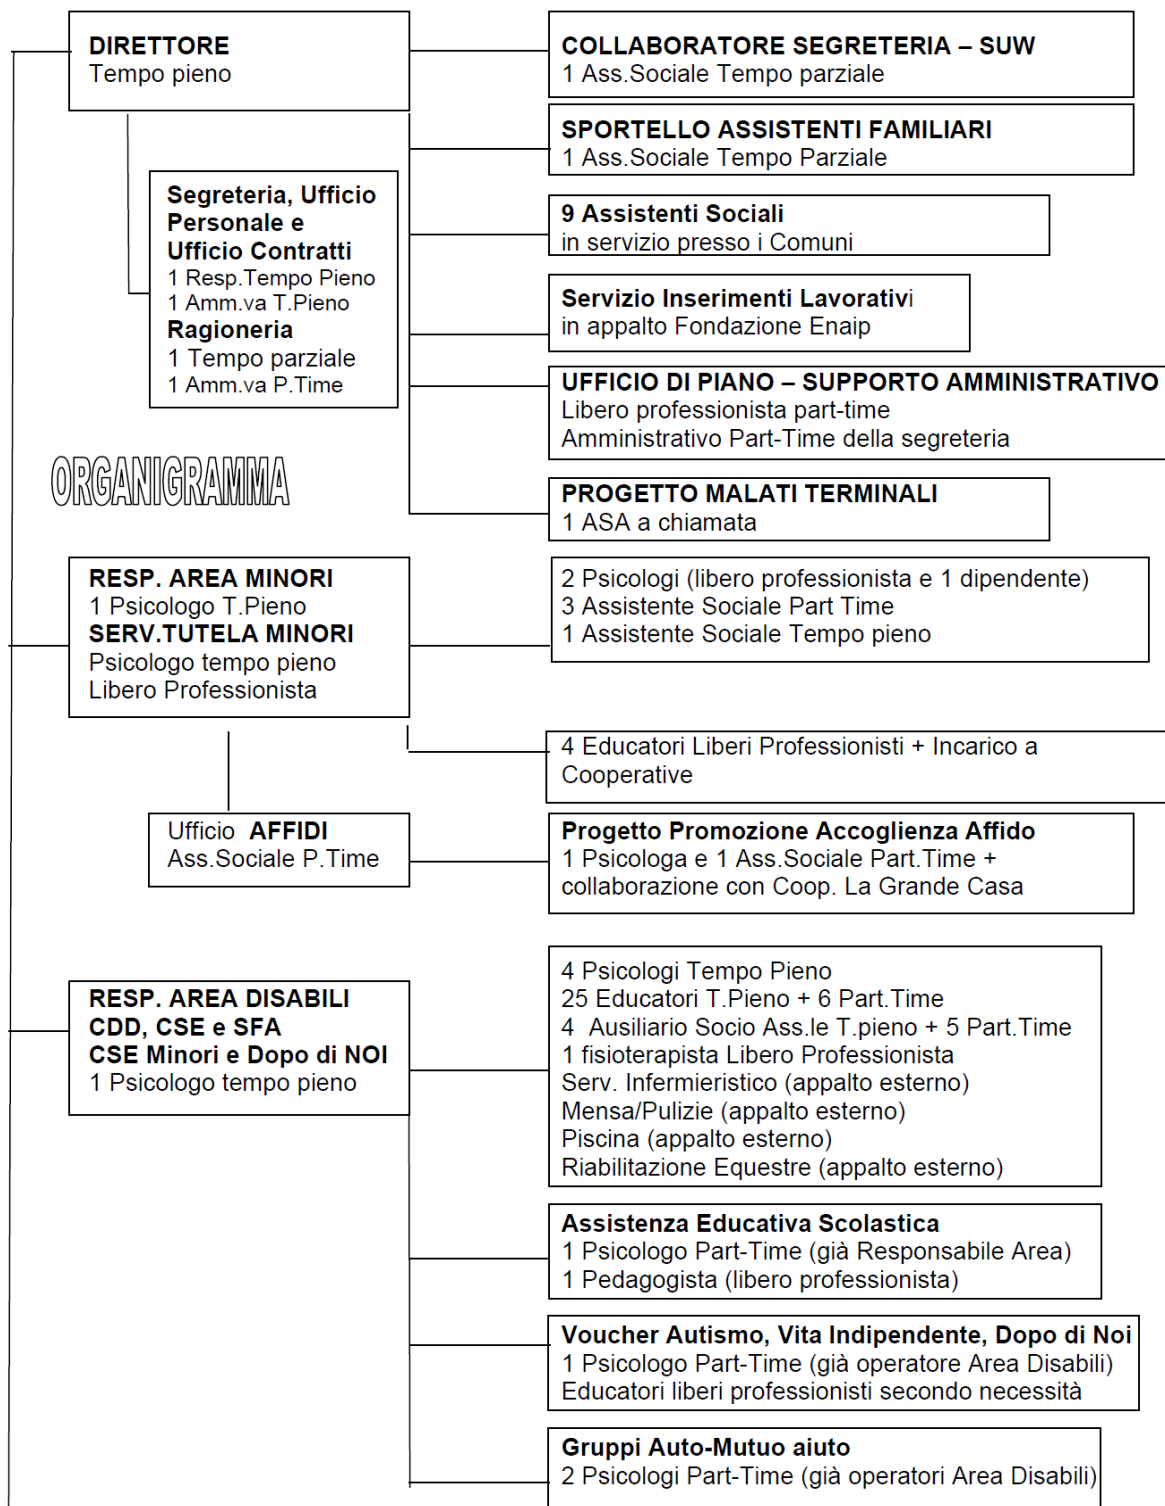 DIRETTORE
Tempo pieno
COLLABORATORE SEGRETERIA – SUW
1 Ass.Sociale Tempo parziale
SPORTELLO ASSISTENTI FAMILIARI
1 Ass.Sociale Tempo Parziale
Segreteria, Ufficio
Personale e
Ufficio Contratti
1 Resp.Tempo Pieno
1 Amm.va T.Pieno
Ragioneria
1 Tempo parziale
1 Amm.va P.Time
9 Assistenti Sociali
in servizio presso i Comuni
Servizio Inserimenti Lavorativi
in appalto Fondazione Enaip
UFFICIO DI PIANO – SUPPORTO AMMINISTRATIVO
Libero professionista part-time
Amministrativo Part-Time della segreteria
ORGANIGRAMMA
PROGETTO MALATI TERMINALI
1 ASA a chiamata
RESP. AREA MINORI
1 Psicologo T.Pieno
SERV.TUTELA MINORI
Psicologo tempo pieno
Libero Professionista
2 Psicologi (libero professionista e 1 dipendente)
3 Assistente Sociale Part Time
1 Assistente Sociale Tempo pieno
4 Educatori Liberi Professionisti + Incarico a
Cooperative
Ufficio AFFIDI
Ass.Sociale P.Time
Progetto Promozione Accoglienza Affido
1 Psicologa e 1 Ass.Sociale Part.Time +
collaborazione con Coop. La Grande Casa
RESP. AREA DISABILI
CDD, CSE e SFA
CSE Minori e Dopo di NOI
1 Psicologo tempo pieno
4 Psicologi Tempo Pieno
25 Educatori T.Pieno + 6 Part.Time
4 Ausiliario Socio Ass.le T.pieno + 5 Part.Time
1 fisioterapista Libero Professionista
Serv. Infermieristico (appalto esterno)
Mensa/Pulizie (appalto esterno)
Piscina (appalto esterno)
Riabilitazione Equestre (appalto esterno)
Assistenza Educativa Scolastica
1 Psicologo Part-Time (già Responsabile Area)
1 Pedagogista (libero professionista)
Voucher Autismo, Vita Indipendente, Dopo di Noi
1 Psicologo Part-Time (già operatore Area Disabili)
Educatori liberi professionisti secondo necessità
Gruppi Auto-Mutuo aiuto
2 Psicologi Part-Time (già operatori Area Disabili)